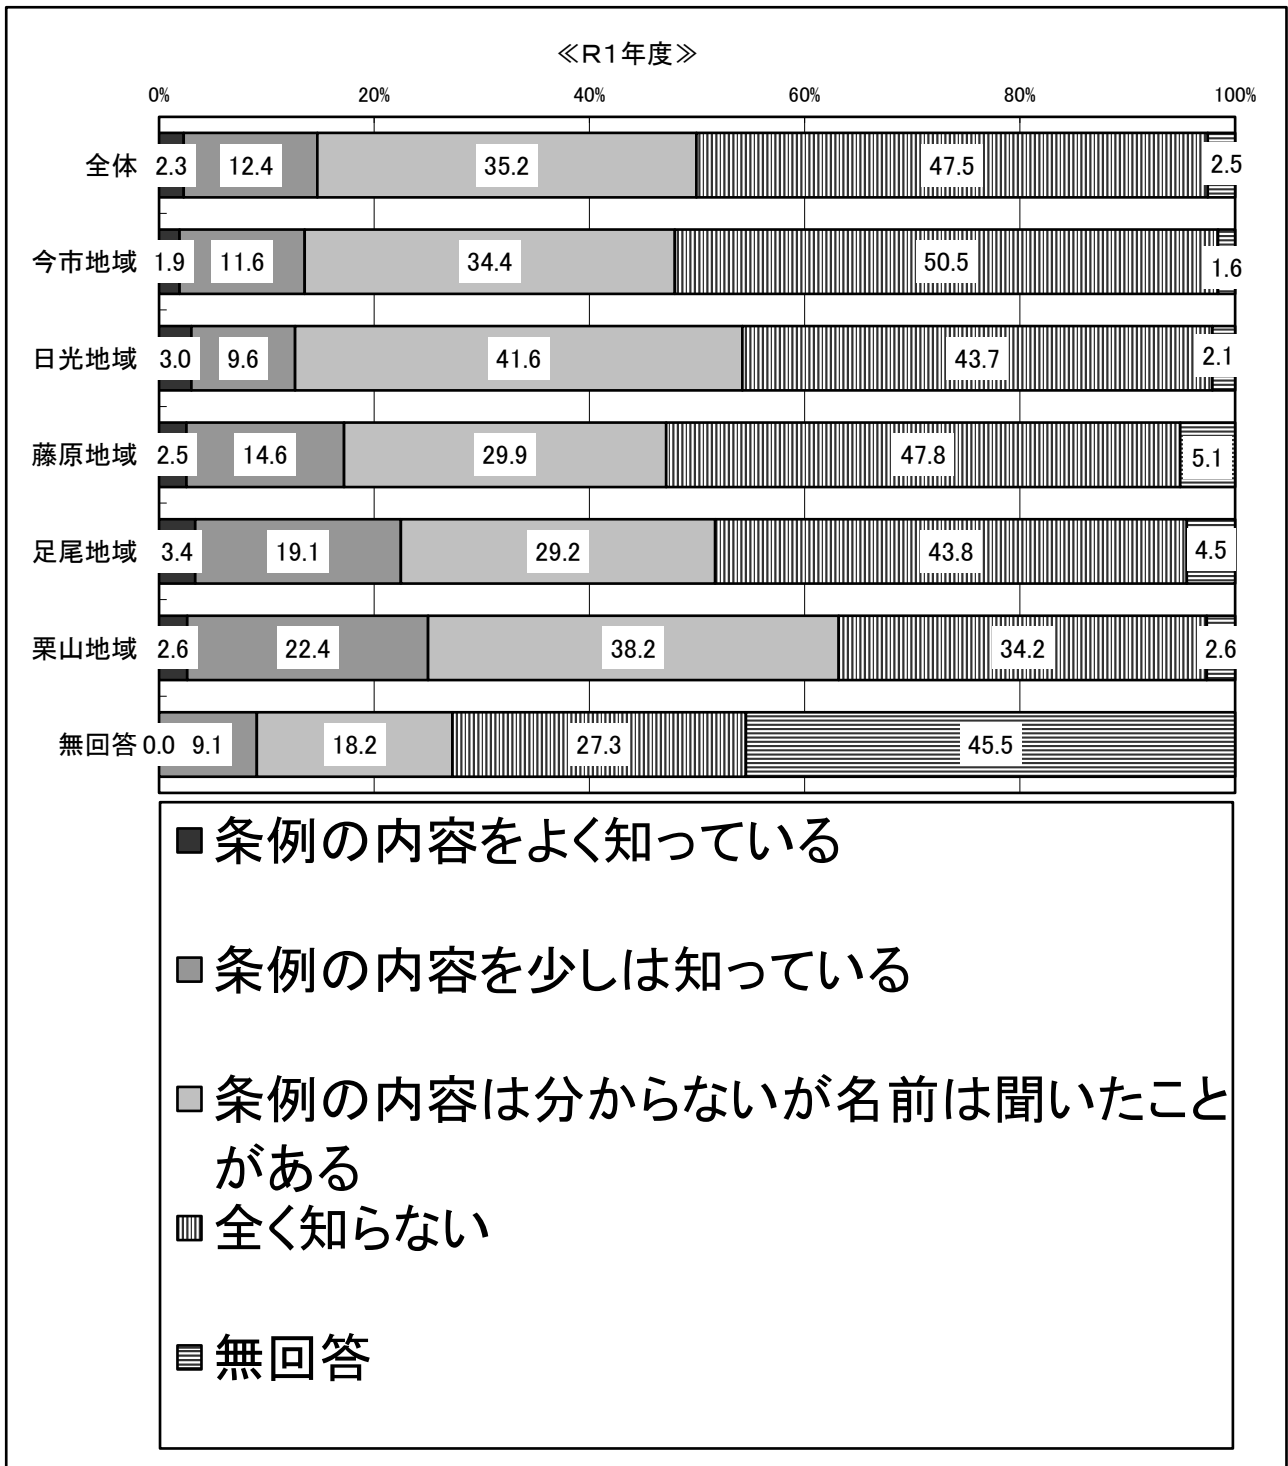 ≪R1年度≫
0% 20% 40% 60% 80% 100%
全体 2.3 12.4 35.2 47.5 2.5
今市地域 1.9 11.6 34.4 50.5 1.6
日光地域 3.0 9.6 41.6 43.7 2.1
藤原地域 2.5 14.6 29.9 47.8 5.1
足尾地域 3.4 19.1 29.2 43.8 4.5
栗山地域 2.6 22.4 38.2 34.2 2.6
無回答 0.0 9.1 18.2 27.3 45.5
条例の内容をよく知っている
条例の内容を少しは知っている
条例の内容は分からないが名前は聞いたこと
がある
全く知らない
無回答